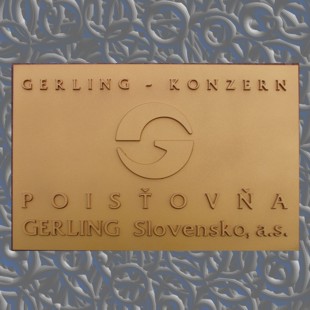 GERLING - KONZERN
POISŤOVŇA
GERLING Slovensko, a.s.